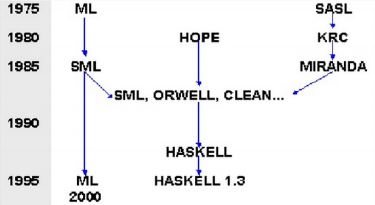 1975 ML SASL
1980 HOPE KRC
1985 SML MIRANDA
SML, ORWELL, CLEAN...
1990
HASKELL
1995 ML HASKELL 1.3
2000